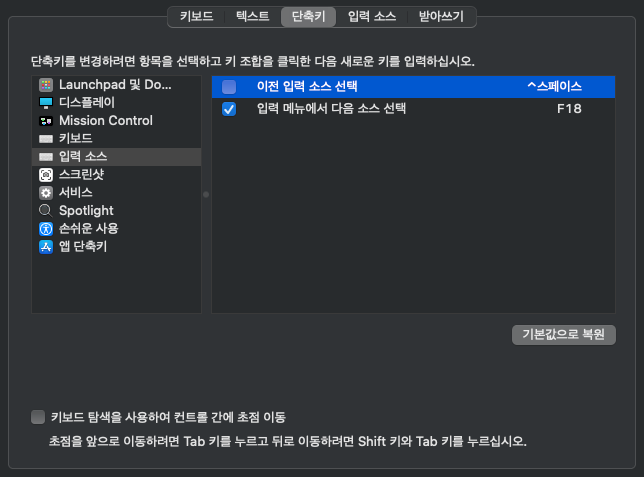 키보드 텍스트 단축키 입력 소스 받아쓰기
단축키를 변경하려면 항목을 선택하고 키 조합을 클릭한 다음 새로운 키를 입력하십시오.
Launchpad 및 Do...
디스플레이
Mission Control
키보드
입력 소스
스크린샷
서비스
Spotlight
손쉬운 사용
앱 단축키
이전 입력 소스 선택 ^스페이스
입력 메뉴에서 다음 소스 선택 F18
기본값으로 복원
키보드 탐색을 사용하여 컨트롤 간에 초점 이동
초점을 앞으로 이동하려면 Tab 키를 누르고 뒤로 이동하려면 Shift 키와 Tab 키를 누르십시오.